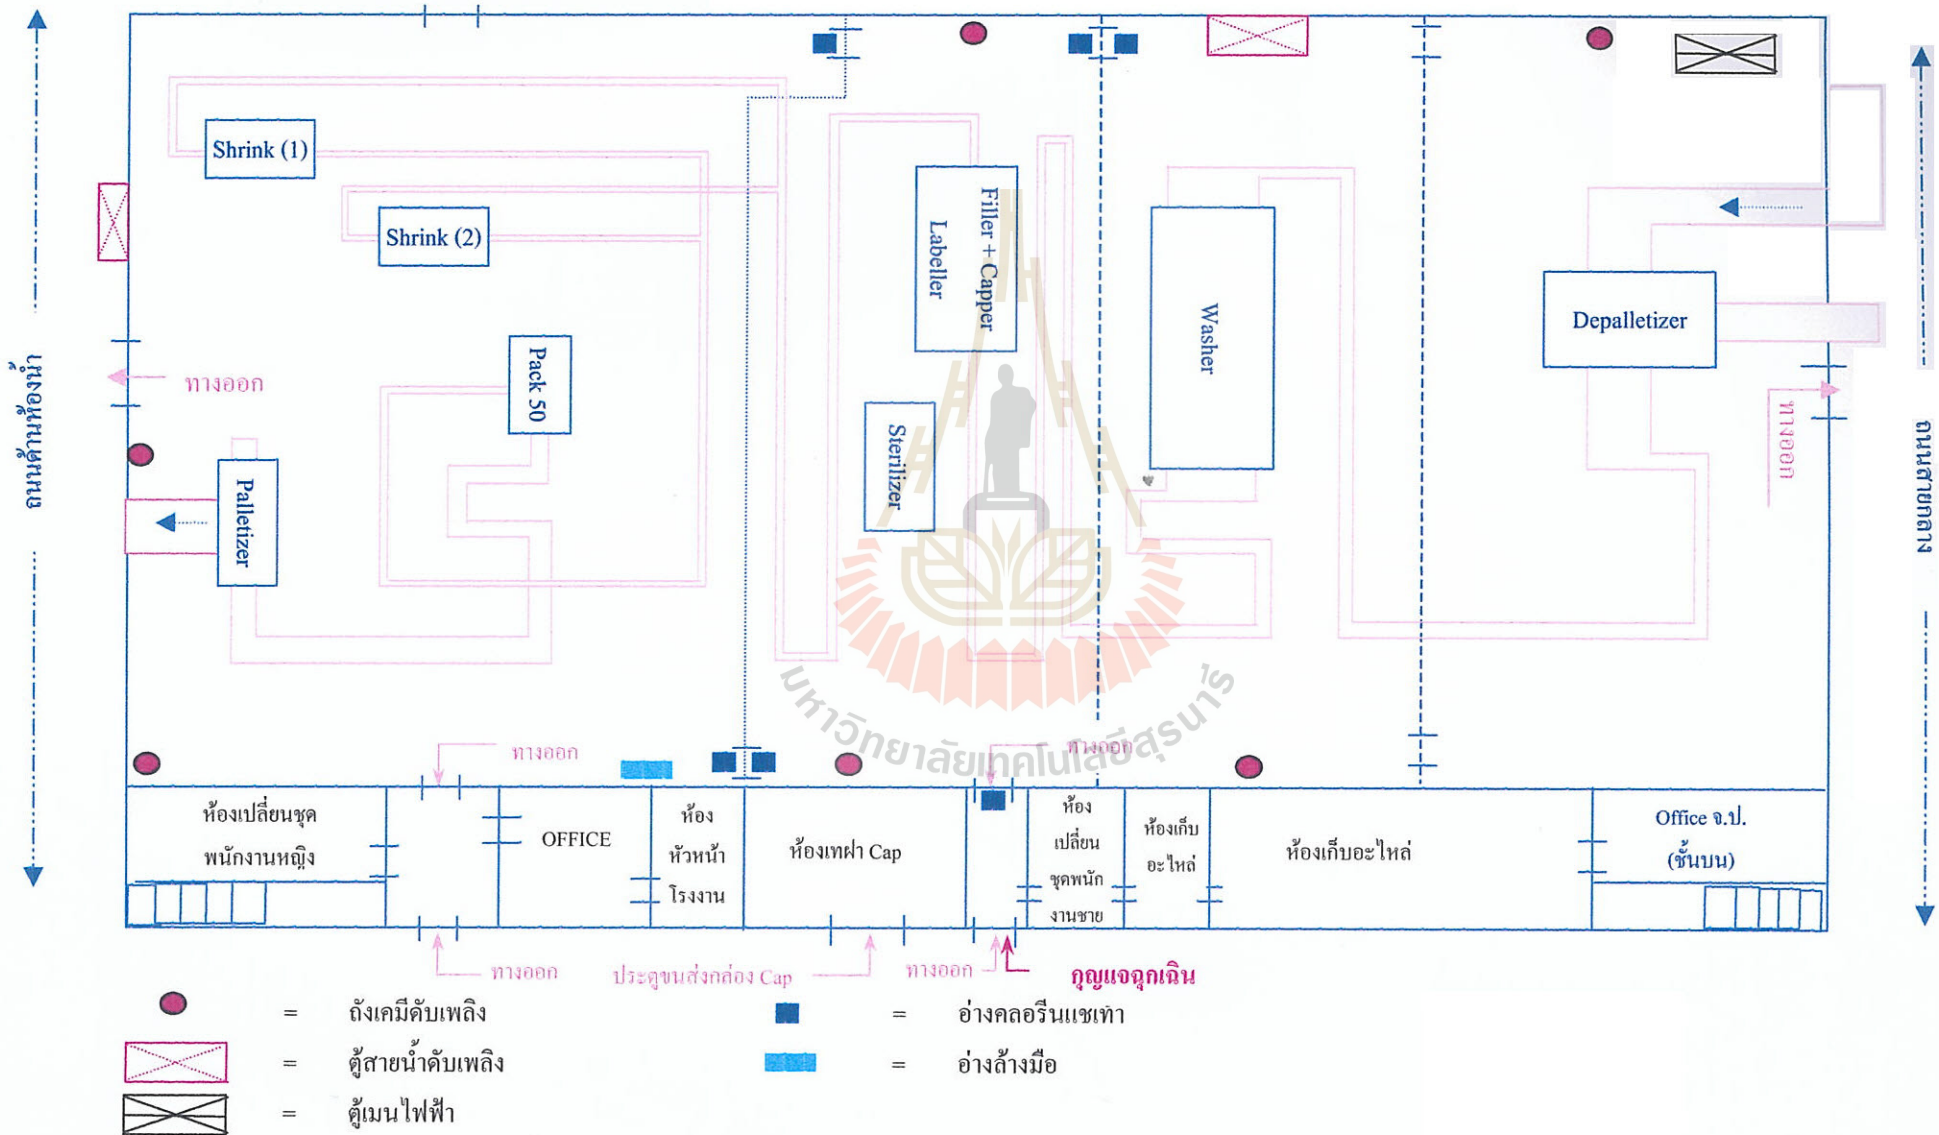 Shrink (1)
Shrink (2)
Filler + Capper
Labeller
Washer
Depalletizer
Pack 50
Sterilizer
Palletizer
ถนนด้านห้องน้ำ
ถนนสายกลาง
ทางออก
ทางออก
ทางออก
ทางออก
มหาวิทยาลัยเทคโนโลยีสุรนารี
ห้องเปลี่ยนชุด
พนักงานหญิง
OFFICE
ห้อง
หัวหน้า
โรงงาน
ห้องเทฝา Cap
ห้อง
เปลี่ยน
ชุดพนัก
งานชาย
ห้องเก็บ
อะไหล่
ห้องเก็บอะไหล่
Office จ.ป.
(ชั้นบน)
ทางออก
ประตูขนส่งกล่อง Cap
ทางออก
กุญแจฉุกเฉิน
= ถังเคมีดับเพลิง
= อ่างคลอรีนแช่เท้า
= ตู้สายน้ำดับเพลิง
= อ่างล้างมือ
= ตู้เมนไฟฟ้า